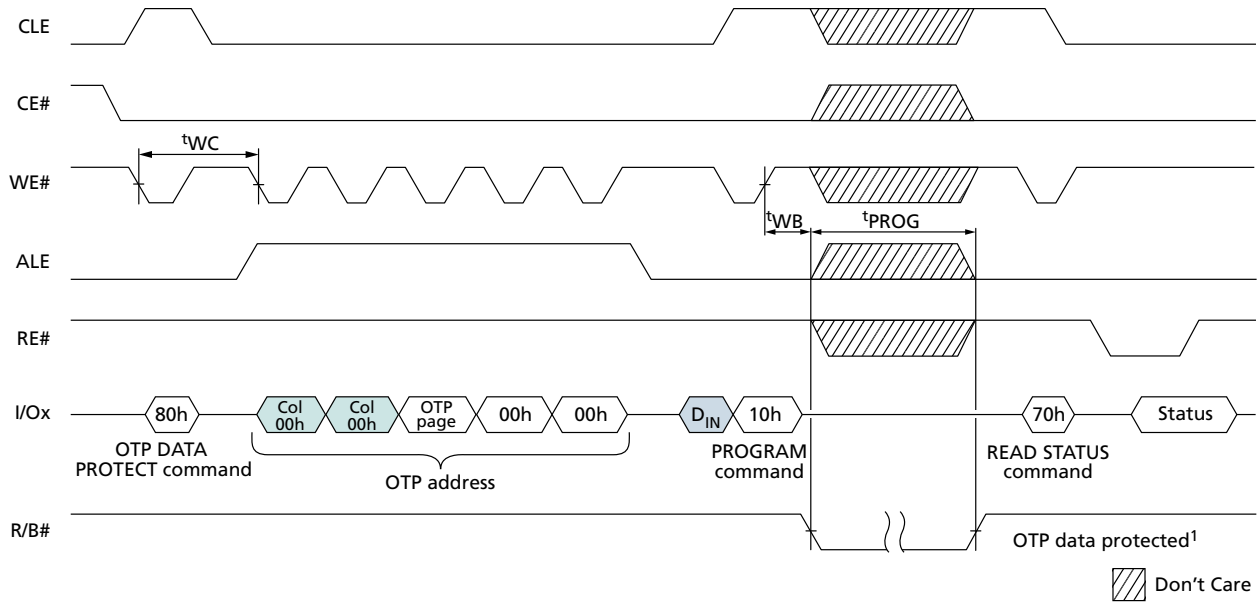 CLE
CE#
tWC
WE#
tWB
tPROG
ALE
RE#
I/Ox
80h
Col
00h
Col
00h
OTP
page
00h
00h
DIN
10h
70h
Status
OTP DATA
PROTECT command
OTP address
PROGRAM
command
READ STATUS
command
R/B#
OTP data protected1
Don't Care